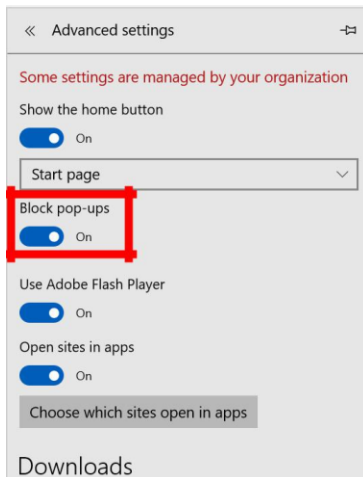 « Advanced settings
Some settings are managed by your organization
Show the home button
On
Start page
Block pop-ups
On
Use Adobe Flash Player
On
Open sites in apps
On
Choose which sites open in apps
Downloads